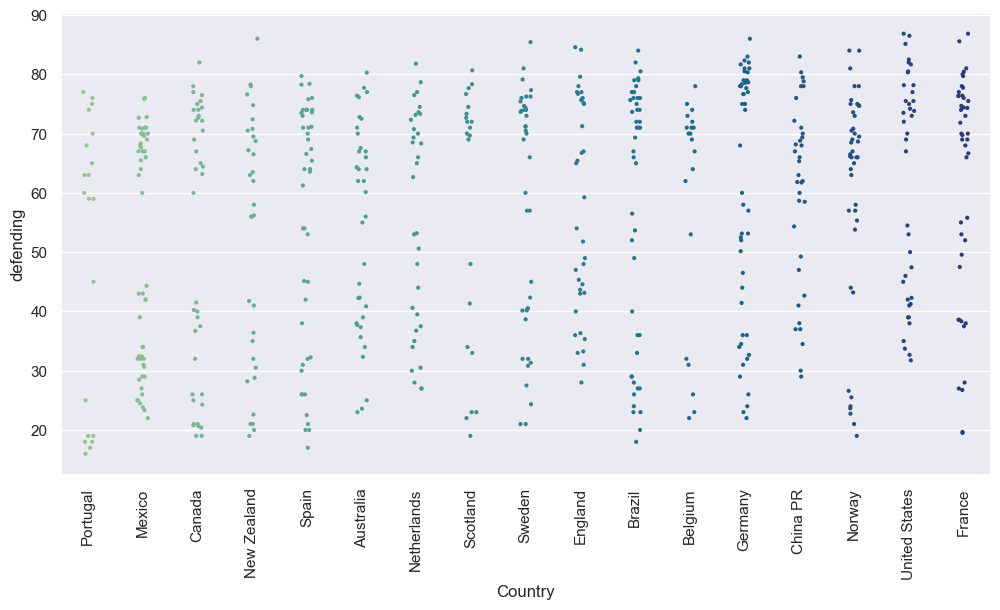 90
80
70
60
50
40
30
20
defending
Portugal
Mexico
Canada
New Zealand
Spain
Australia
Netherlands
Scotland
Sweden
England
Brazil
Belgium
Germany
China PR
Norway
United States
France
Country